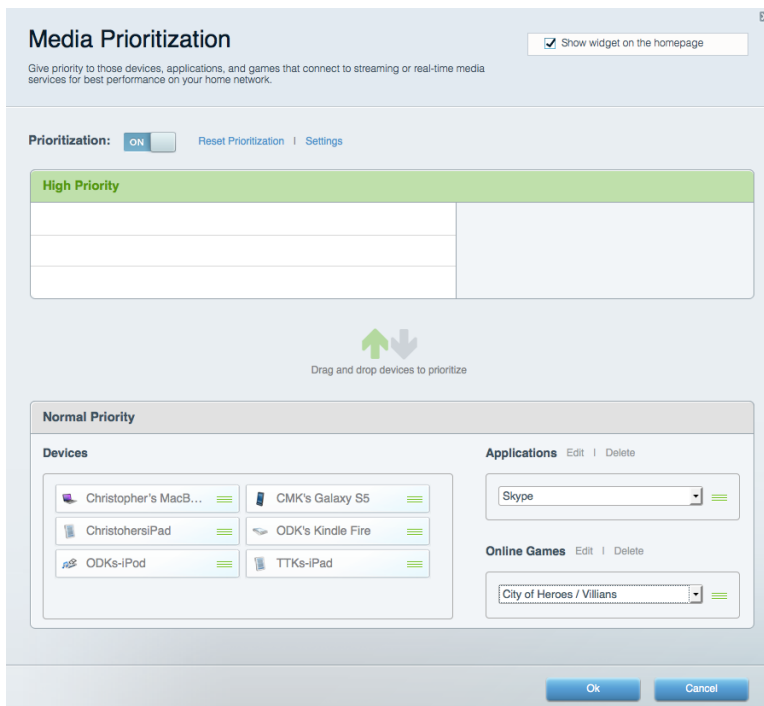 Media Prioritization
Show widget on the homepage
Give priority to those devices, applications, and games that connect to streaming or real-time media
services for best performance on your home network.
Prioritization: ON Reset Prioritization | Settings
High Priority
Drag and drop devices to prioritize
Normal Priority
Devices
Applications Edit | Delete
Christopher's MacB... CMK's Galaxy S5
Skype
ChristohersiPad ODK's Kindle Fire
Online Games Edit | Delete
ODKs-iPod TTKs-iPad
City of Heroes / Villians
Ok Cancel